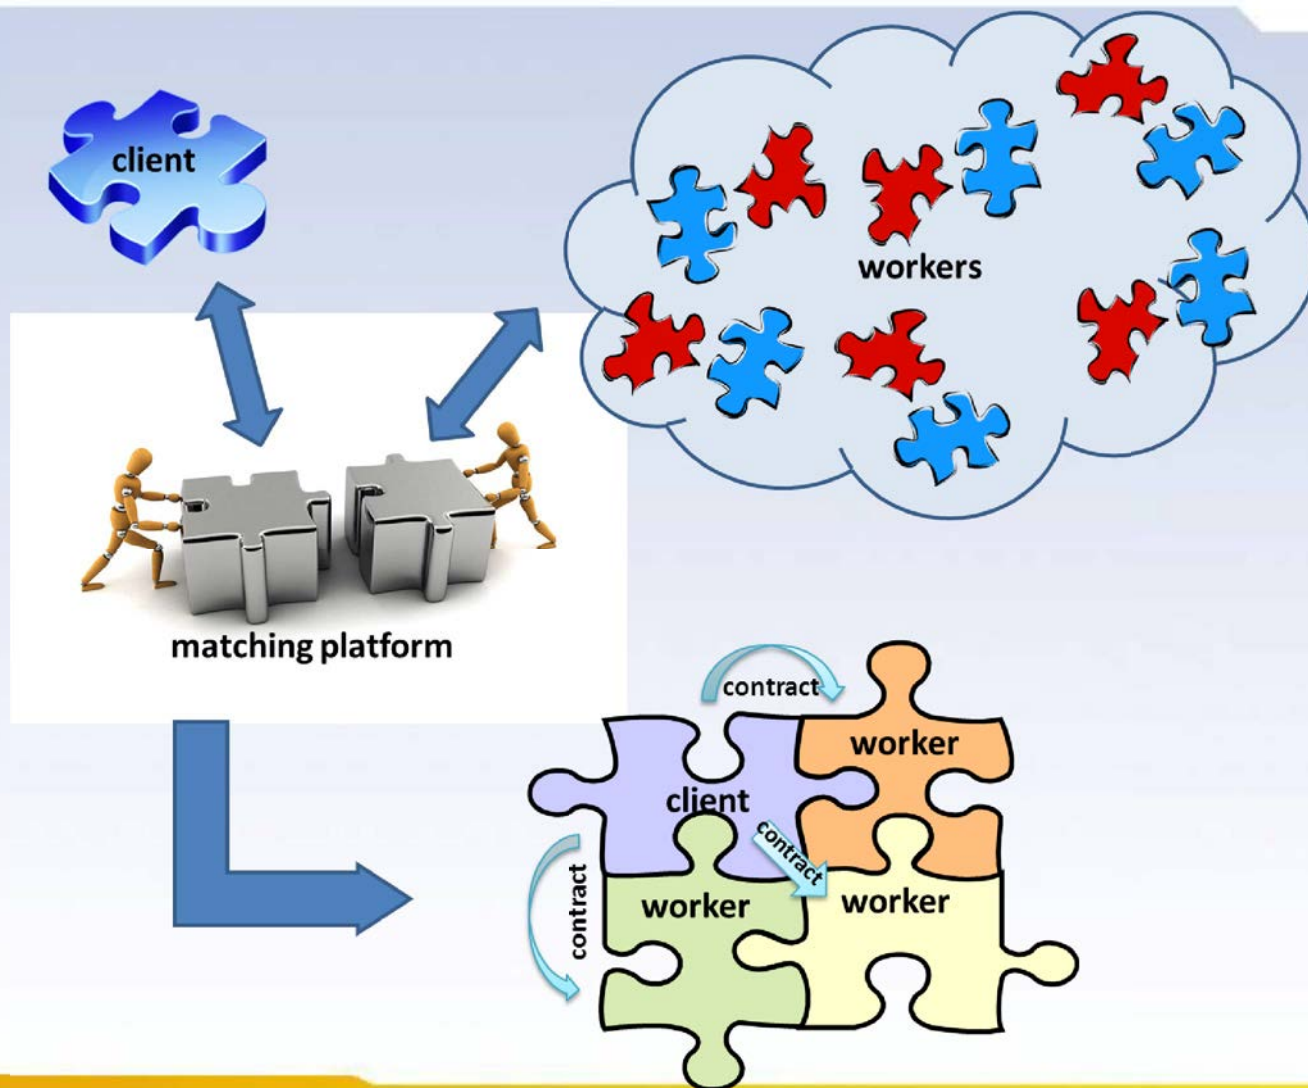 client
workers
matching platform
contract
worker
client
contract
contract
worker
worker